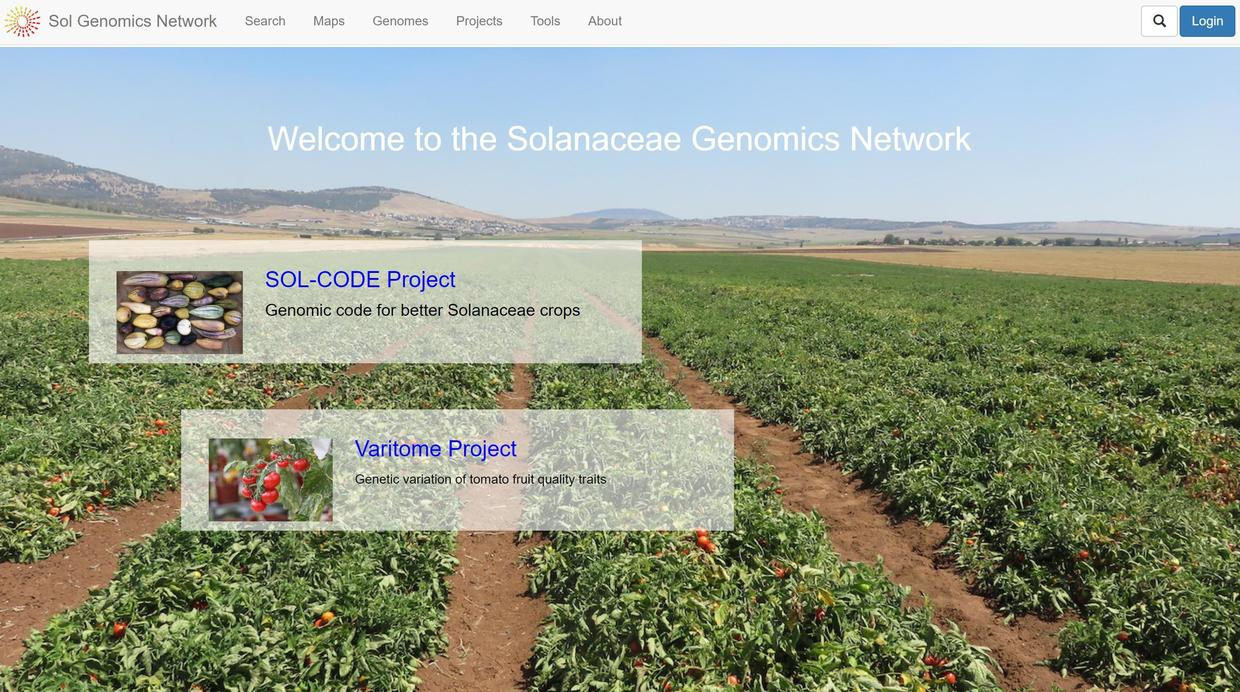 Sol Genomics Network
Search
Maps
Genomes
Projects
Tools
About
Login
Welcome to the Solanaceae Genomics Network
SOL-CODE Project
Genomic code for better Solanaceae crops
Varitome Project
Genetic variation of tomato fruit quality traits